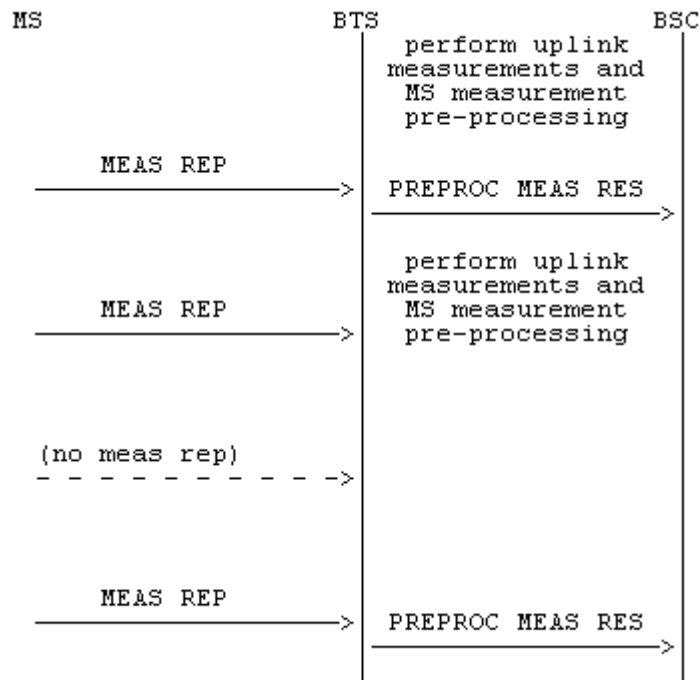 MS BTS BSC
perform uplink
measurements and
MS measurement
pre-processing
MEAS REP
PREPROC MEAS RES
perform uplink
measurements and
MS measurement
pre-processing
MEAS REP
(no meas rep)
MEAS REP
PREPROC MEAS RES